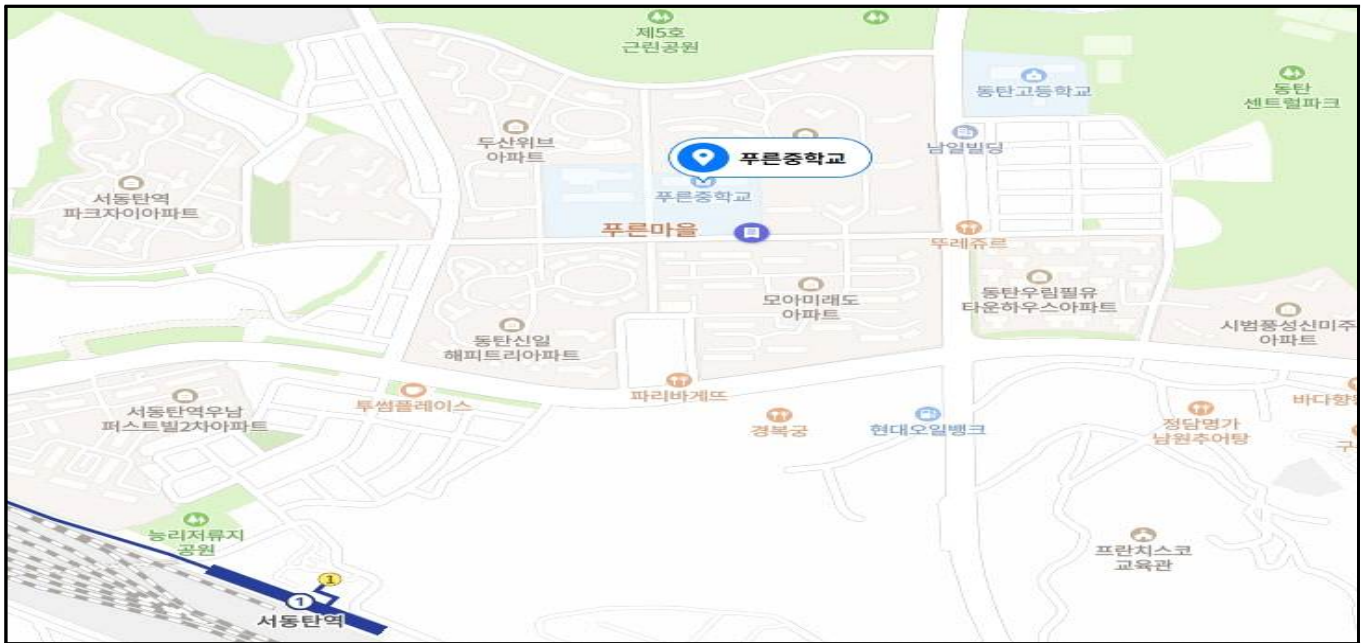 제5호
근린공원
동탄고등학교
동탄
센트럴파크
두산위브
아파트
푸른중학교
남일빌딩
서동탄역
파크자이아파트
푸른중학교
푸른마을
뚜레쥬르
모아미래도
아파트
동탄우림필유
타운하우스아파트
동탄신일
해피트리아파트
시범풍성신미주
아파트
서동탄역우남
퍼스트빌2차아파트
투썸플레이스
파리바게뜨
경복궁
현대오일뱅크
정담명가
남원추어탕
바다향
구
능리저류지
공원
프란치스코
교육관
1
1
서동탄역